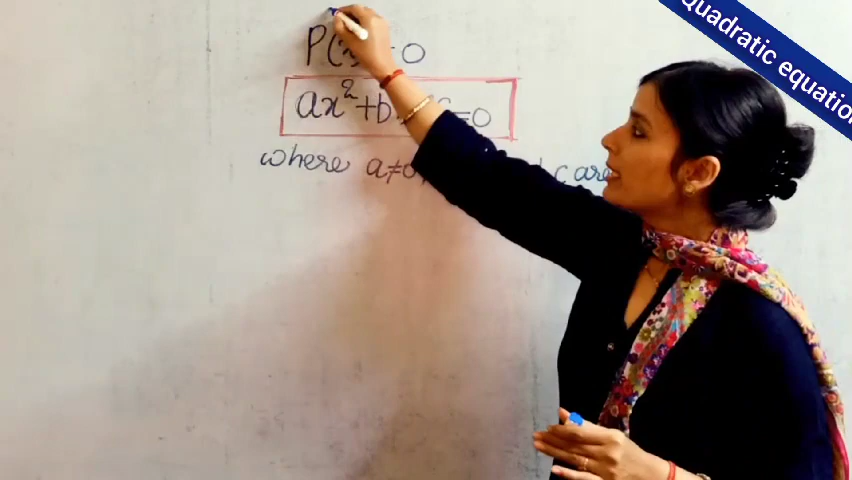 Quadratic equation
P(x)=0
ax²+b =0
where a≠0, c are